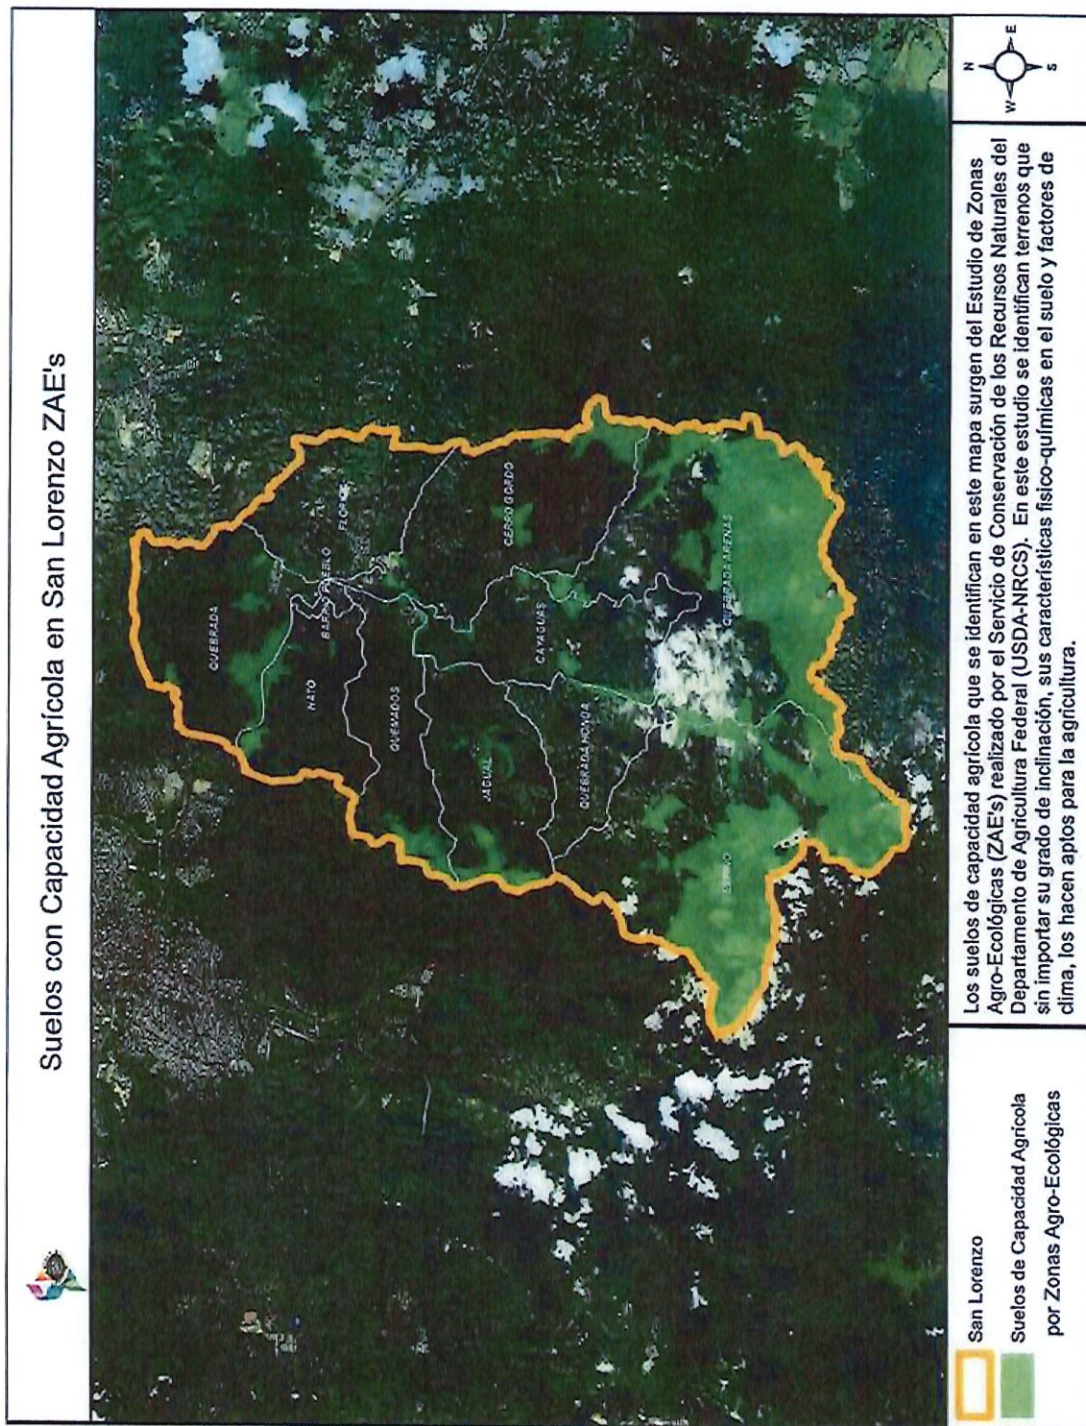 Suelos con Capacidad Agrícola en San Lorenzo ZAE's
QUEBRADA
FLORIDA
BARRIO PUEBLO
HATO
QUEMADOS
CERRO GORDO
JAGUAL
CAYAGUAS
QUEBRADA HONDA
QUEBRADA ARENAS
ESPINO
San Lorenzo
Suelos de Capacidad Agrícola
por Zonas Agro-Ecológicas
Los suelos de capacidad agrícola que se identifican en este mapa surgen del Estudio de Zonas
Agro-Ecológicas (ZAE's) realizado por el Servicio de Conservación de los Recursos Naturales del
Departamento de Agricultura Federal (USDA-NRCS). En este estudio se identifican terrenos que
sin importar su grado de inclinación, sus características físico-químicas en el suelo y factores de
clima, los hacen aptos para la agricultura.
N
W
E
S